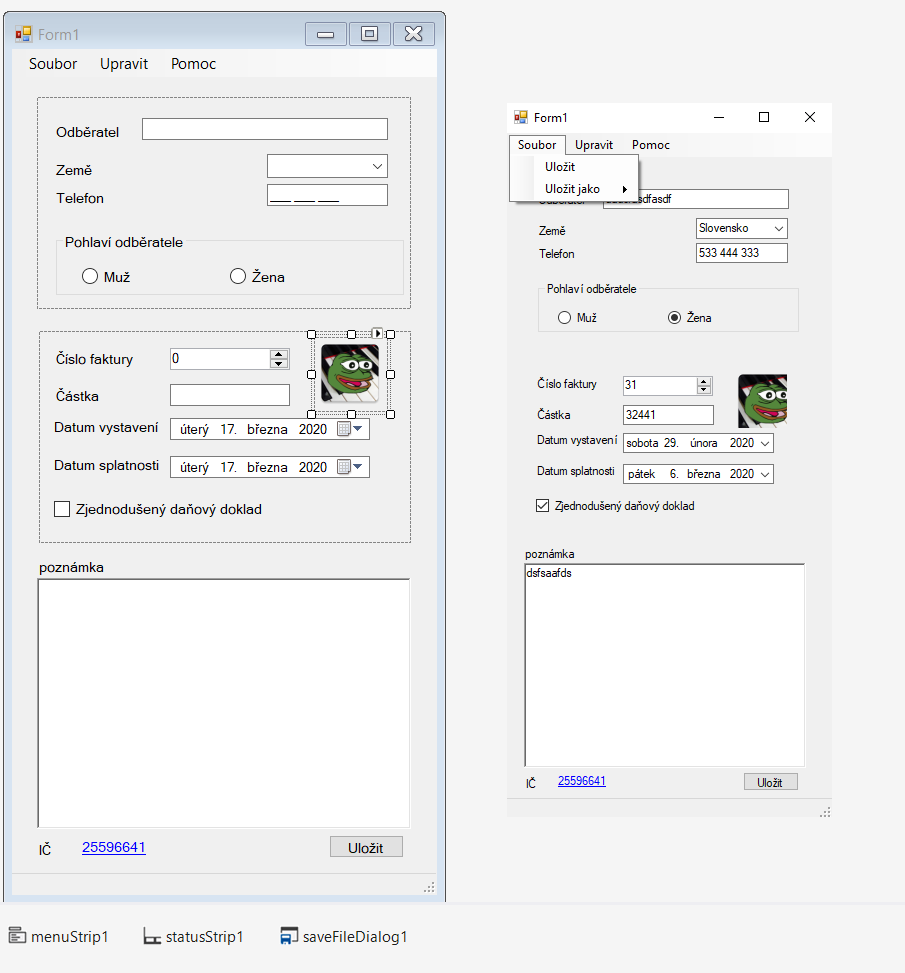 Form1
Soubor Upravit Pomoc
Odběratel
Země
Telefon ___ ___ ___
Pohlaví odběratele
Muž Žena
Číslo faktury 0
Částka
Datum vystavení úterý 17. března 2020
Datum splatnosti úterý 17. března 2020
Zjednodušený daňový doklad
poznámka
IČ 25596641 Uložit
menuStrip1 statusStrip1 saveFileDialog1
Form1
Soubor Upravit Pomoc
Uložit
Uložit jako
Země Slovensko
Telefon 533 444 333
Pohlaví odběratele
Muž Žena
Číslo faktury 31
Částka 32441
Datum vystavení sobota 29. února 2020
Datum splatnosti pátek 6. března 2020
Zjednodušený daňový doklad
poznámka
dsfsaafds
IČ 25596641 Uložit